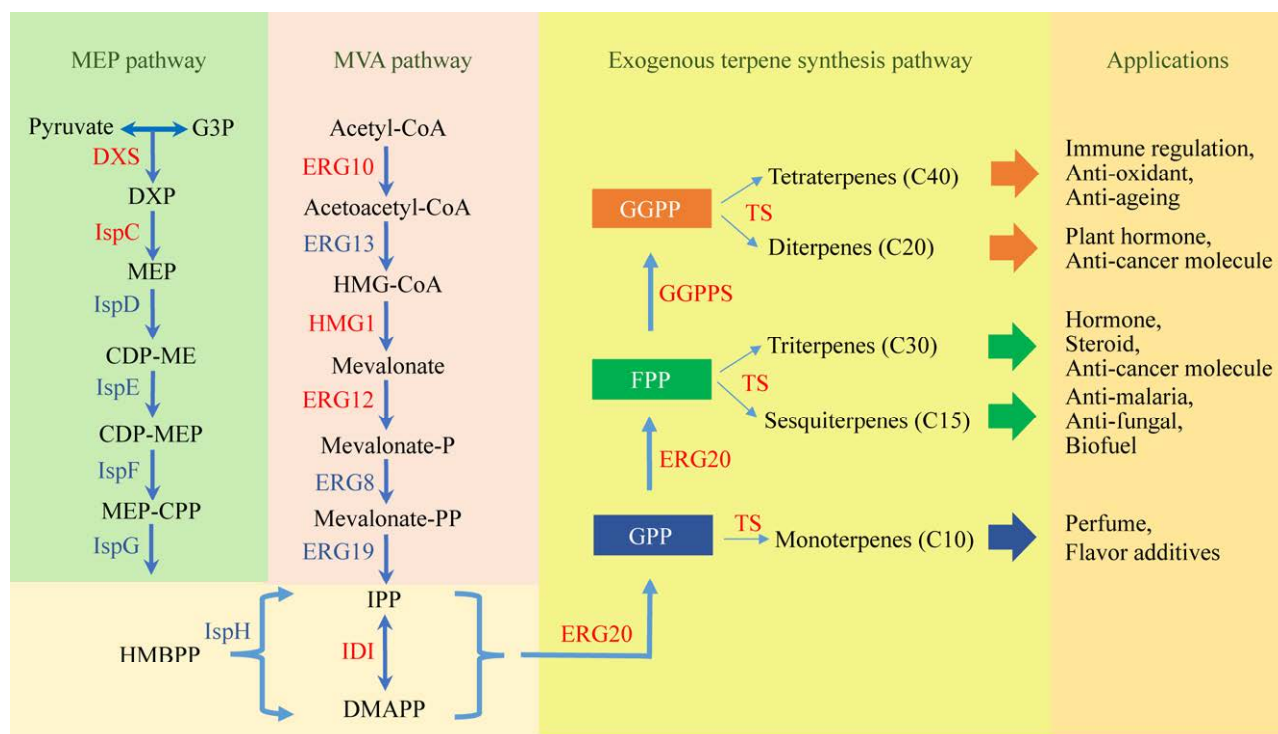 MEP pathway
Pyruvate
G3P
DXS
DXP
IspC
MEP
IspD
CDP-ME
IspE
CDP-MEP
IspF
MEP-CPP
IspG
HMBPP
IspH
MVA pathway
Acetyl-CoA
ERG10
Acetoacetyl-CoA
ERG13
HMG-CoA
HMG1
Mevalonate
ERG12
Mevalonate-P
ERG8
Mevalonate-PP
ERG19
IPP
IDI
DMAPP
Exogenous terpene synthesis pathway
Tetraterpenes (C40)
GGPP
TS
Diterpenes (C20)
GGPPS
Triterpenes (C30)
FPP
TS
Sesquiterpenes (C15)
ERG20
TS
GPP
Monoterpenes (C10)
ERG20
Applications
Immune regulation,
Anti-oxidant,
Anti-ageing
Plant hormone,
Anti-cancer molecule
Hormone,
Steroid,
Anti-cancer molecule
Anti-malaria,
Anti-fungal,
Biofuel
Perfume,
Flavor additives